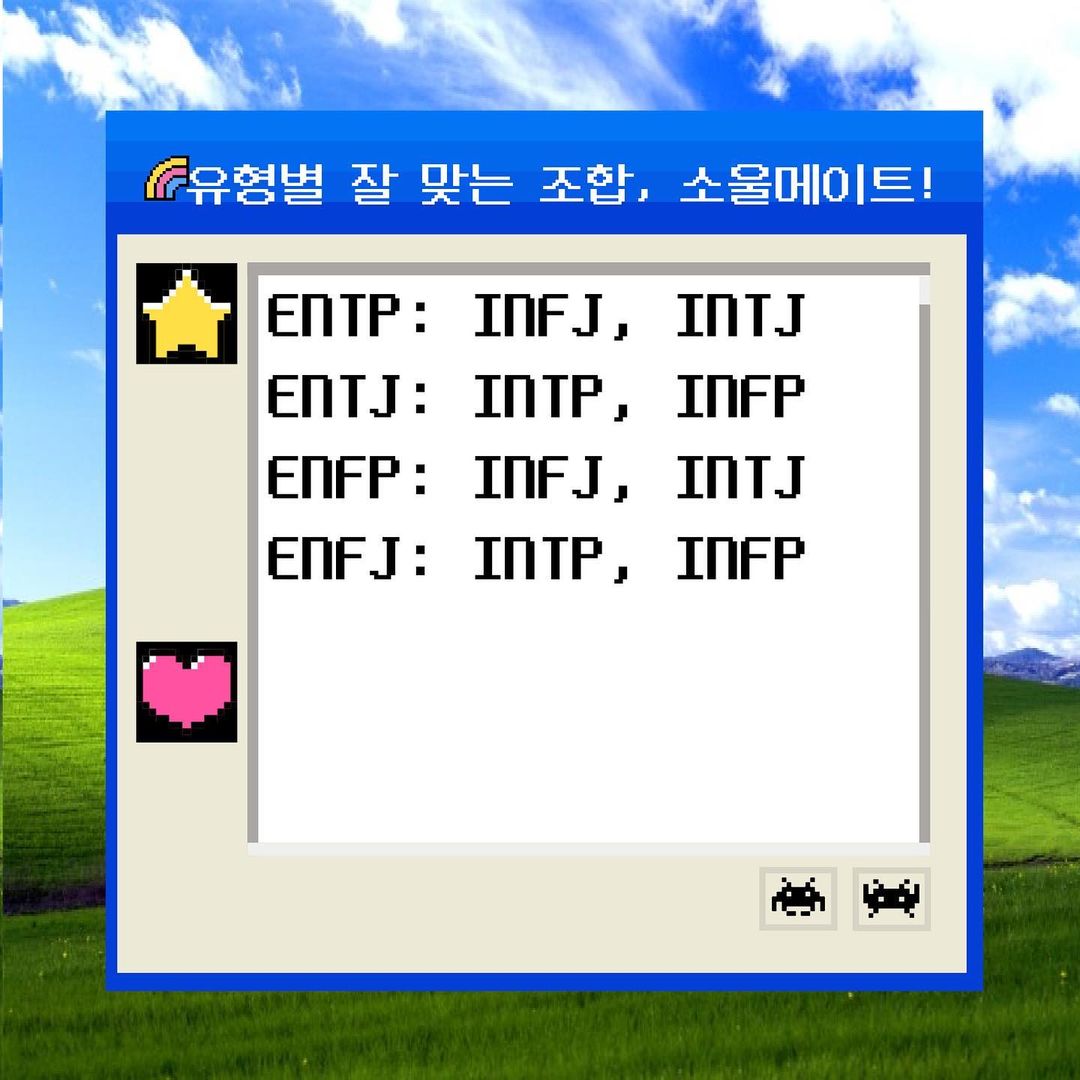 유형별 잘 맞는 조합, 소울메이트!
ENTP: INFJ, INTJ
ENTJ: INTP, INFP
ENFP: INFJ, INTJ
ENFJ: INTP, INFP